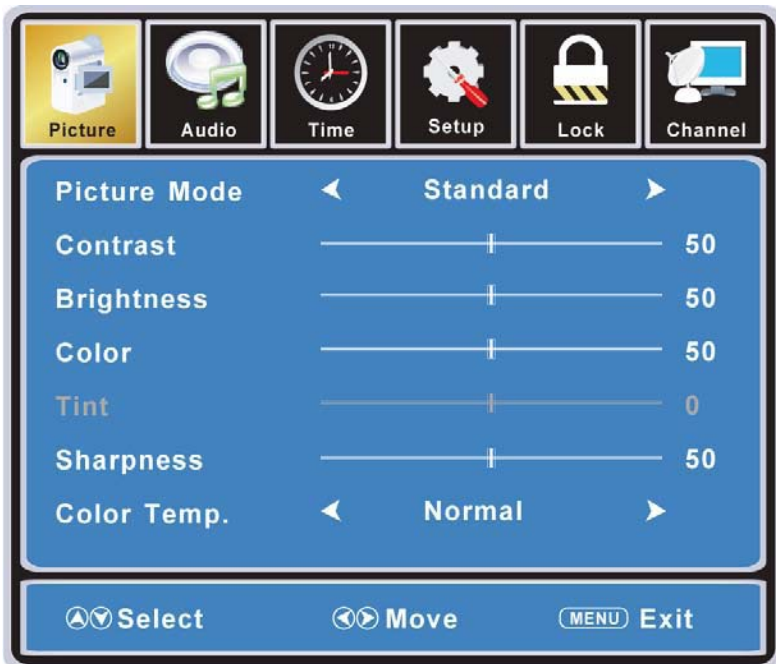 Picture Audio Time Setup Lock Channel
Picture Mode Standard
Contrast 50
Brightness 50
Color 50
Tint 0
Sharpness 50
Color Temp. Normal
Select Move MENU Exit